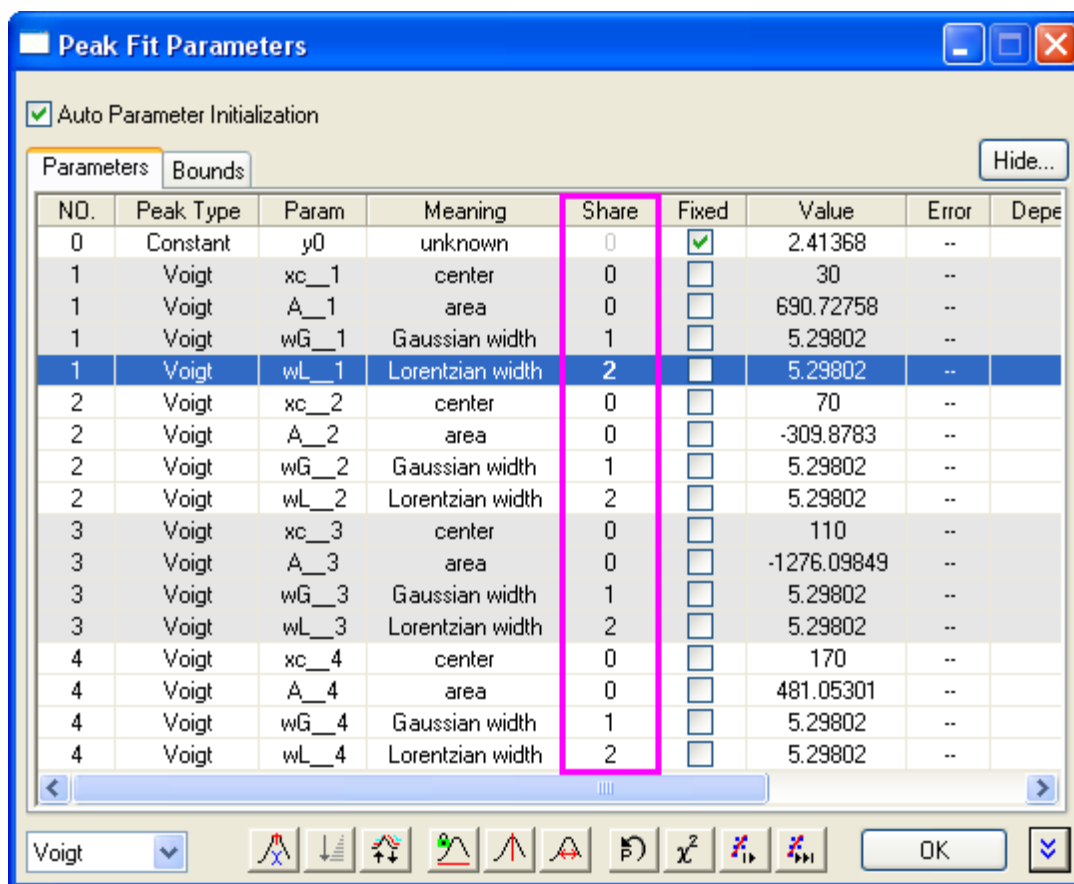 Peak Fit Parameters
Auto Parameter Initialization
Parameters Bounds Hide...
NO. Peak Type Param Meaning Share Fixed Value Error Depe
0 Constant y0 unknown 0 2.41368 --
1 Voigt xc__1 center 0 30 --
1 Voigt A__1 area 0 690.72758 --
1 Voigt wG__1 Gaussian width 1 5.29802 --
1 Voigt wL__1 Lorentzian width 2 5.29802 --
2 Voigt xc__2 center 0 70 --
2 Voigt A__2 area 0 -309.8783 --
2 Voigt wG__2 Gaussian width 1 5.29802 --
2 Voigt wL__2 Lorentzian width 2 5.29802 --
3 Voigt xc__3 center 0 110 --
3 Voigt A__3 area 0 -1276.09849 --
3 Voigt wG__3 Gaussian width 1 5.29802 --
3 Voigt wL__3 Lorentzian width 2 5.29802 --
4 Voigt xc__4 center 0 170 --
4 Voigt A__4 area 0 481.05301 --
4 Voigt wG__4 Gaussian width 1 5.29802 --
4 Voigt wL__4 Lorentzian width 2 5.29802 --
Voigt χ² OK